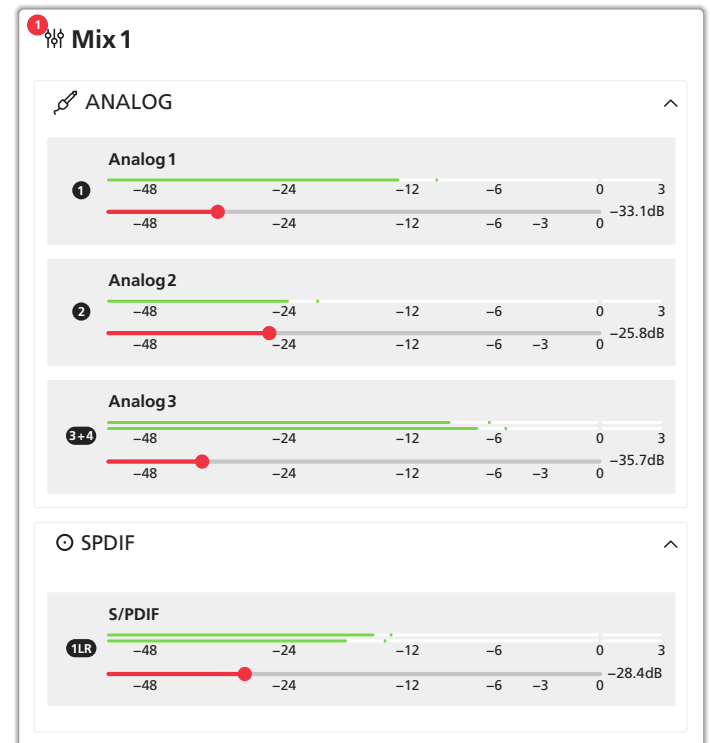 1
Mix 1
ANALOG
Analog 1
1
−48 −24 −12 −6 0 3
−33.1dB
−48 −24 −12 −6 −3 0
Analog 2
2
−48 −24 −12 −6 0 3
−25.8dB
−48 −24 −12 −6 −3 0
Analog 3
3+4
−48 −24 −12 −6 0 3
−35.7dB
−48 −24 −12 −6 −3 0
SPDIF
S/PDIF
1LR
−48 −24 −12 −6 0 3
−28.4dB
−48 −24 −12 −6 −3 0